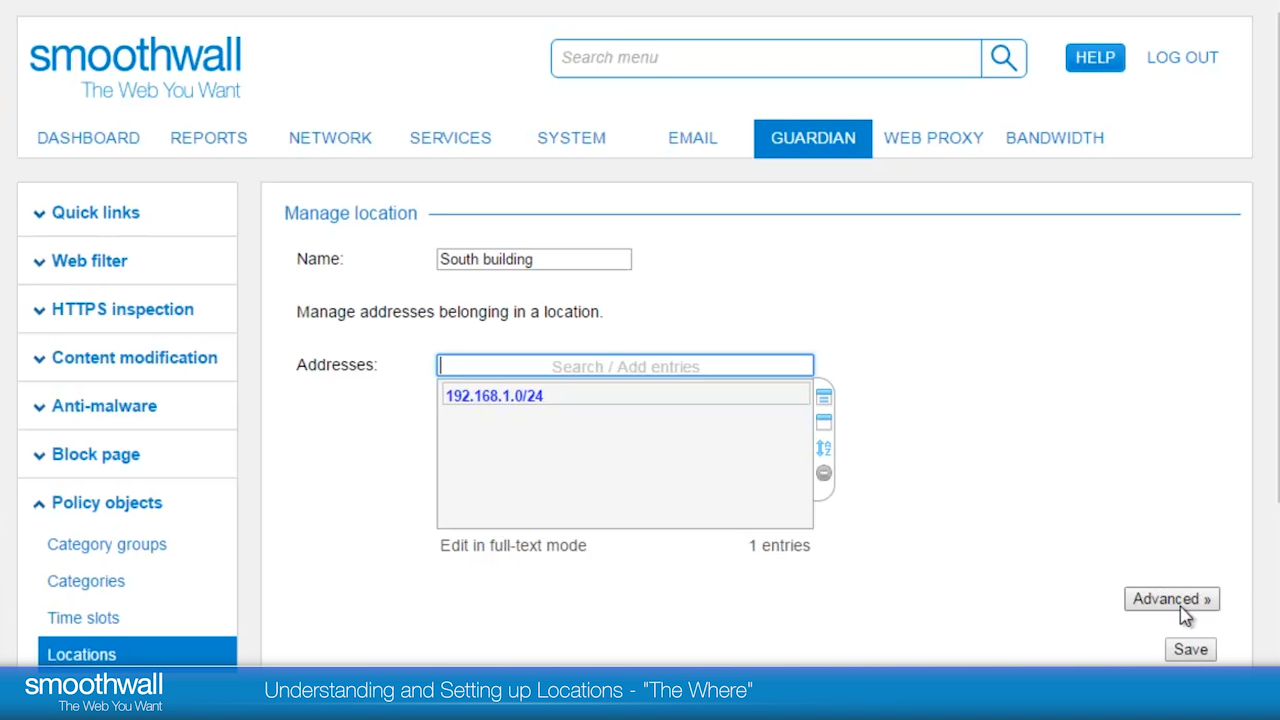 smoothwall
The Web You Want
Search menu
HELP
LOG OUT
DASHBOARD
REPORTS
NETWORK
SERVICES
SYSTEM
EMAIL
GUARDIAN
WEB PROXY
BANDWIDTH
Quick links
Web filter
HTTPS inspection
Content modification
Anti-malware
Block page
Policy objects
Category groups
Categories
Time slots
Locations
Manage location
Name: South building
Manage addresses belonging in a location.
Addresses: Search / Add entries
192.168.1.0/24
Edit in full-text mode 1 entries
Advanced »
Save
smoothwall
The Web You Want
Understanding and Setting up Locations - "The Where"